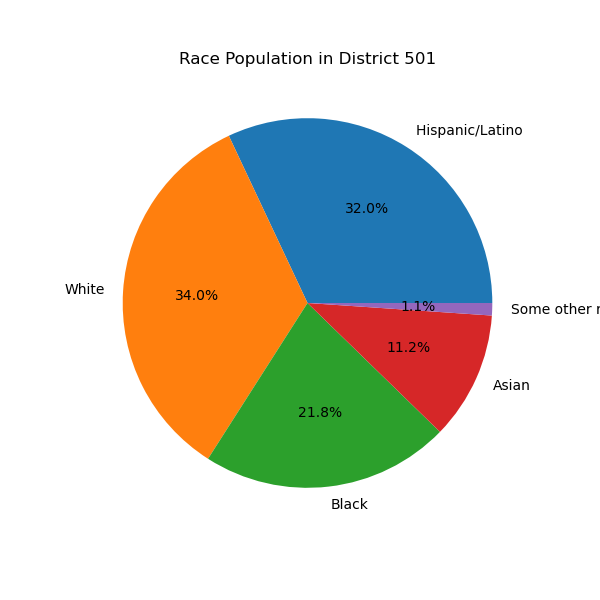 Race Population in District 501
Hispanic/Latino
32.0%
White
34.0%
1.1%
Some other
11.2%
Asian
21.8%
Black